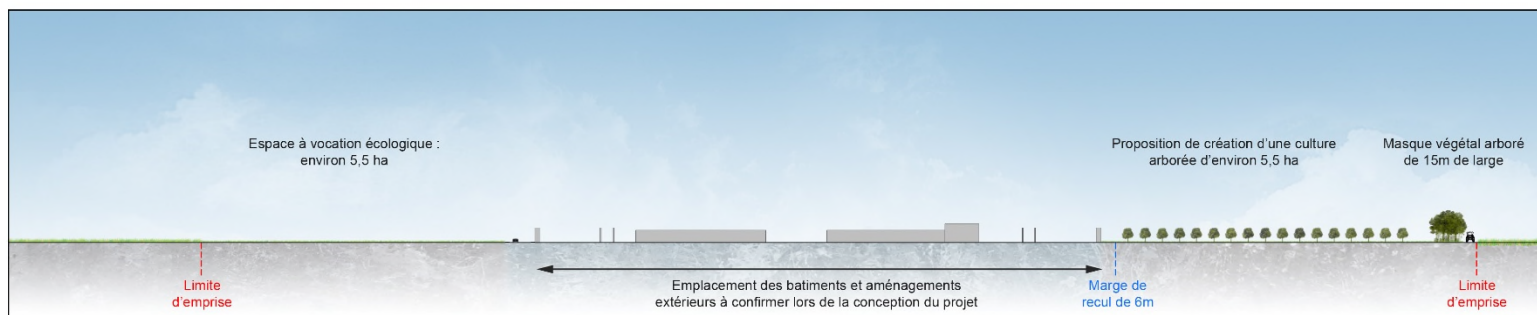 Espace à vocation écologique :
environ 5,5 ha
Proposition de création d'une culture
arborée d'environ 5,5 ha
Masque végétal arboré
de 15m de large
Limite
d'emprise
Emplacement des batiments et aménagements
extérieurs à confirmer lors de la conception du projet
Marge de
recul de 6m
Limite
d'emprise